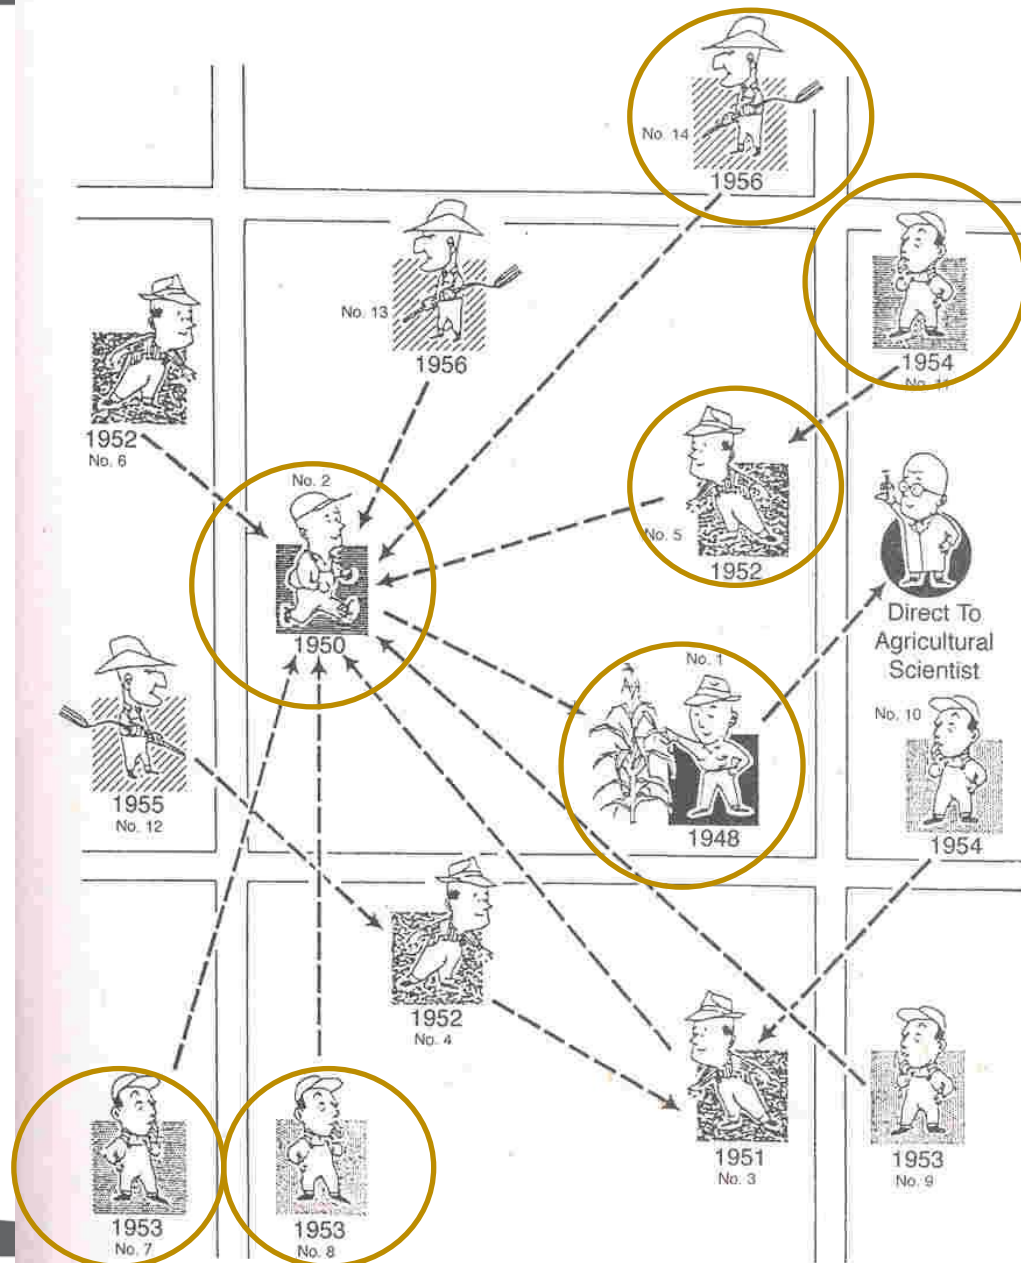 No. 14
1956
No. 13
1956
1954
No. 11
1952
No. 6
No. 2
1950
No. 5
1952
Direct To
Agricultural
Scientist
No. 1
1948
No. 10
1954
1955
No. 12
1952
No. 4
1951
No. 3
1953
No. 9
1953
No. 7
1953
No. 8